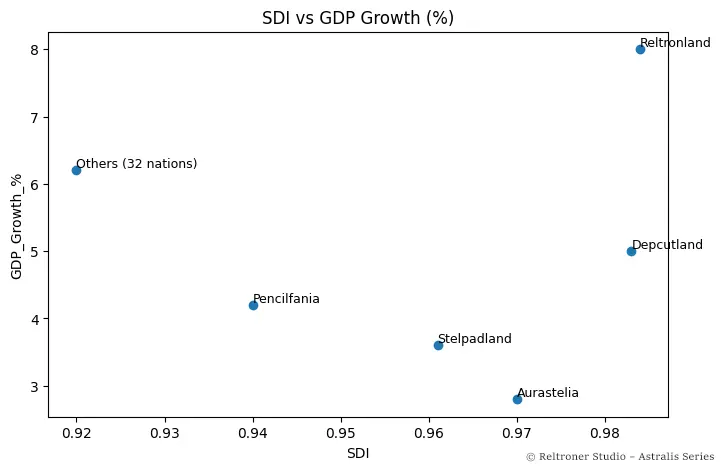 SDI vs GDP Growth (%)
8
Reltronland
7
Others (32 nations)
6
GDP_Growth_%
5
Depcutland
Pencilfania
4
Stelpadland
3
Aurastelia
0.92 0.93 0.94 0.95 0.96 0.97 0.98
SDI
© Reltroner Studio – Astralis Series